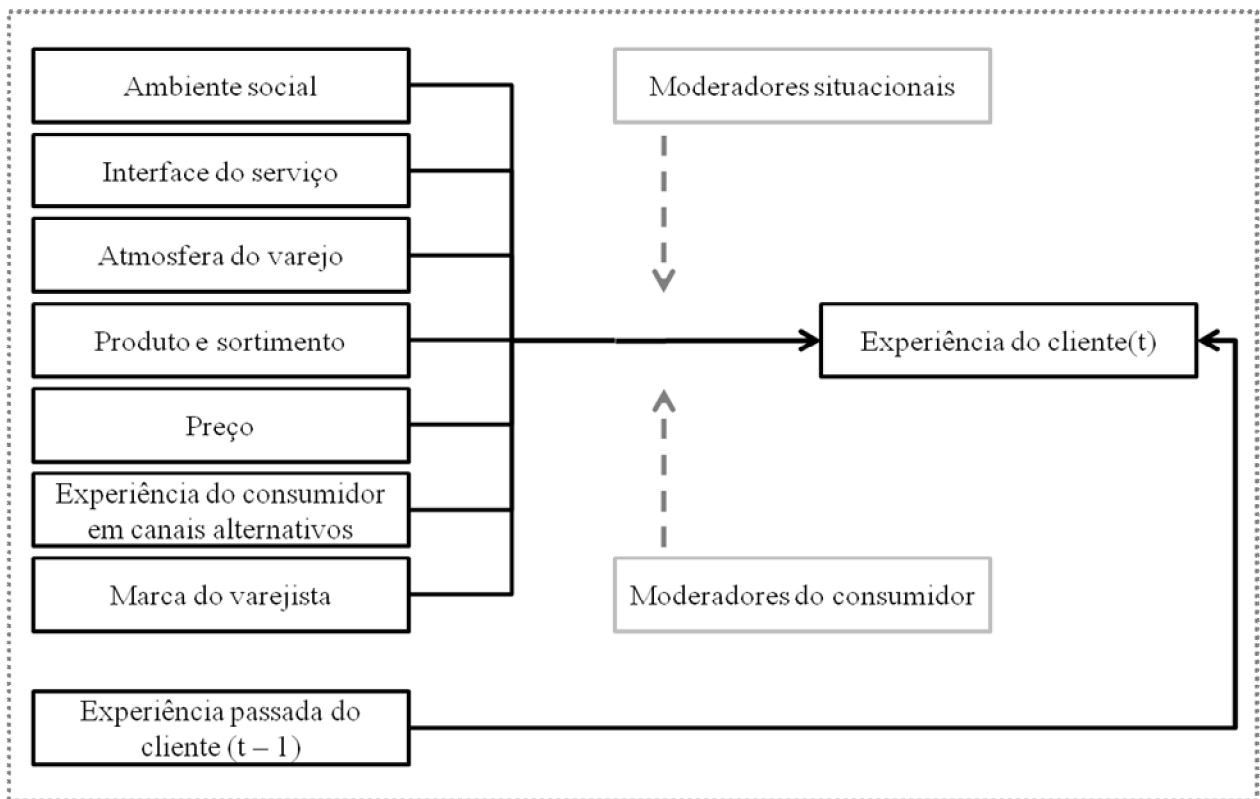 Ambiente social
Interface do serviço
Atmosfera do varejo
Produto e sortimento
Preço
Experiência do consumidor
em canais alternativos
Marca do varejista
Experiência passada do
cliente (t – 1)
Moderadores situacionais
Moderadores do consumidor
Experiência do cliente(t)